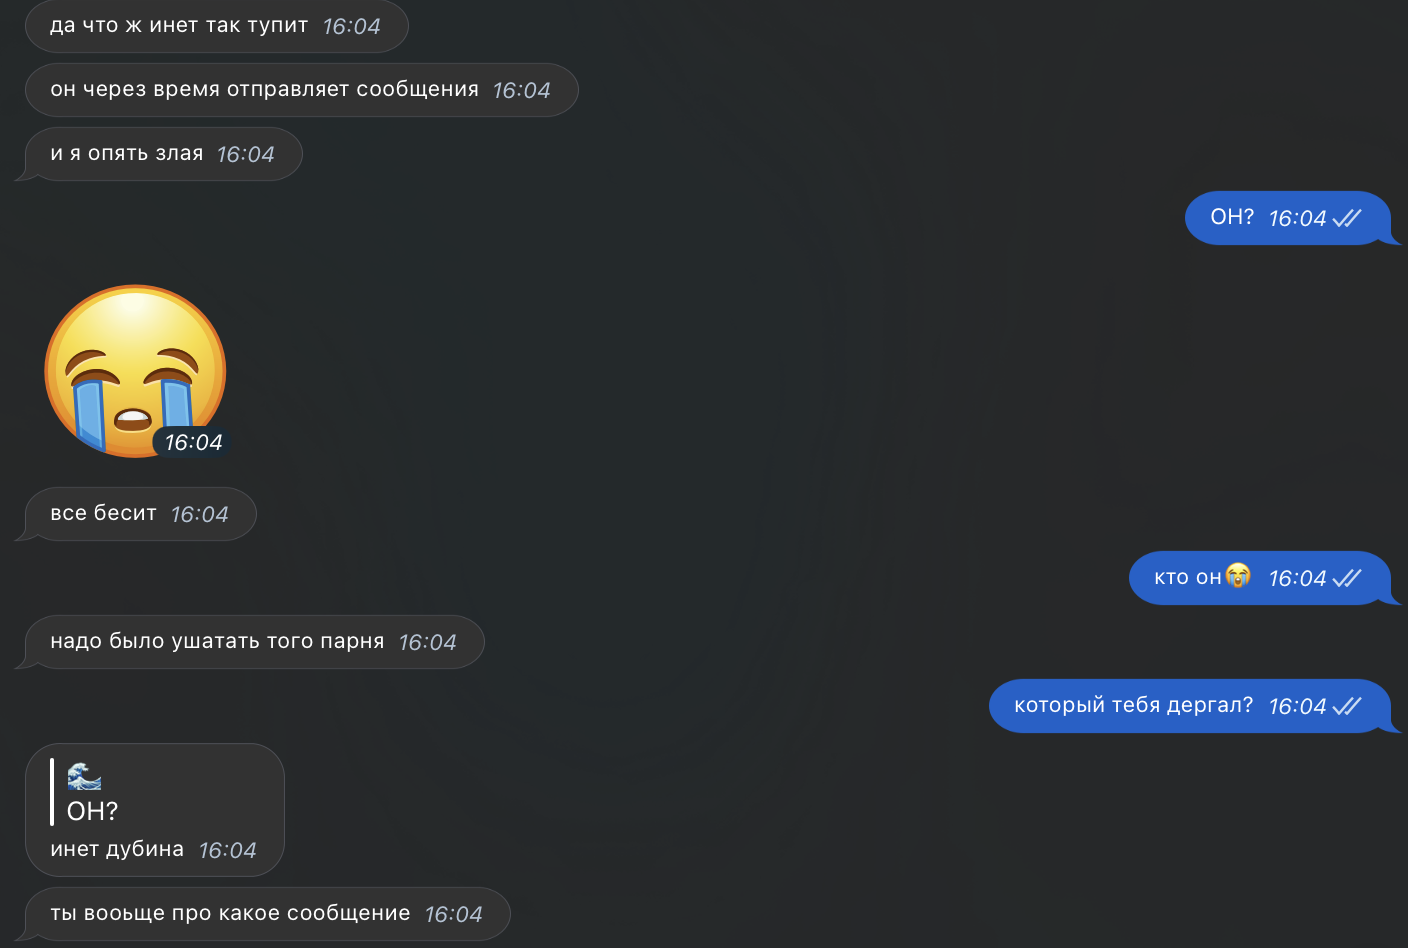 да что ж инет так тупит 16:04
он через время отправляет сообщения 16:04
и я опять злая 16:04
ОН? 16:04
16:04
все бесит 16:04
кто он😭 16:04
надо было ушатать того парня 16:04
который тебя дергал? 16:04
🌊
ОН?
инет дубина 16:04
ты вооьще про какое сообщение 16:04